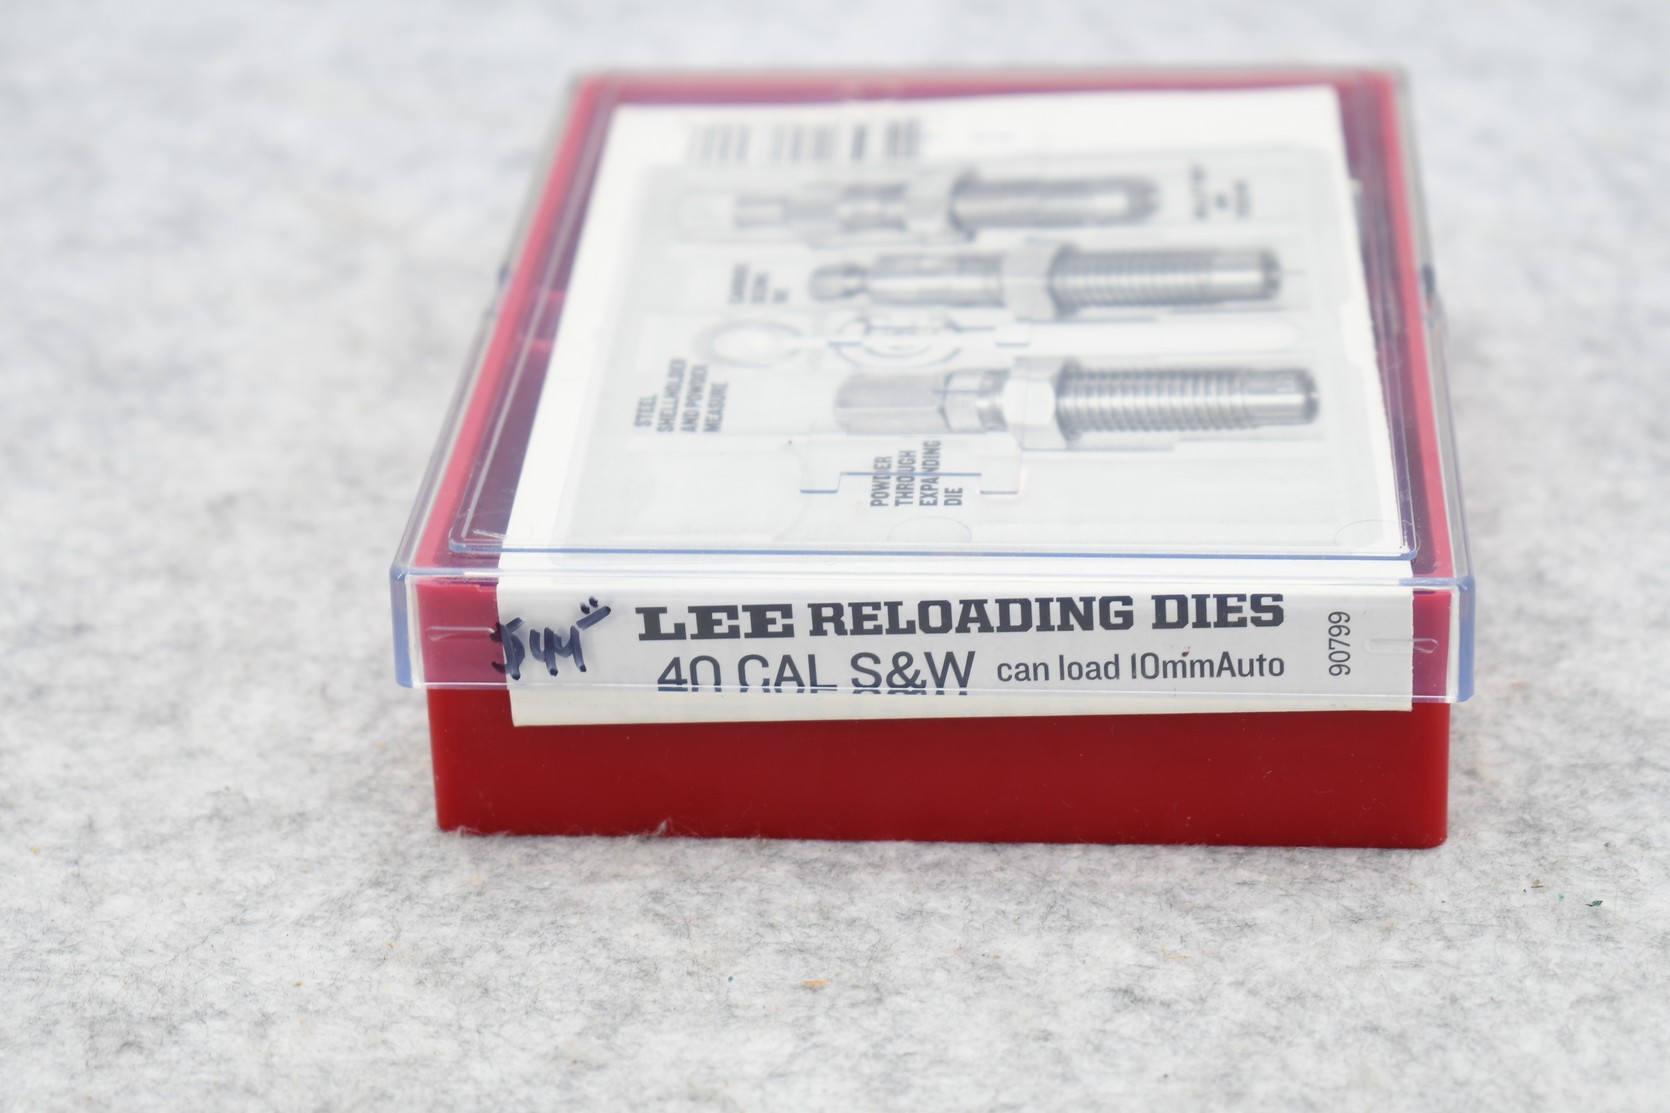 STEEL
SHELLHOLDER
AND POWDER
MEASURE
POWDER
THROUGH
EXPANDING
DIE
$44
LEE RELOADING DIES
40 CAL S&W can load 10mmAuto
90799